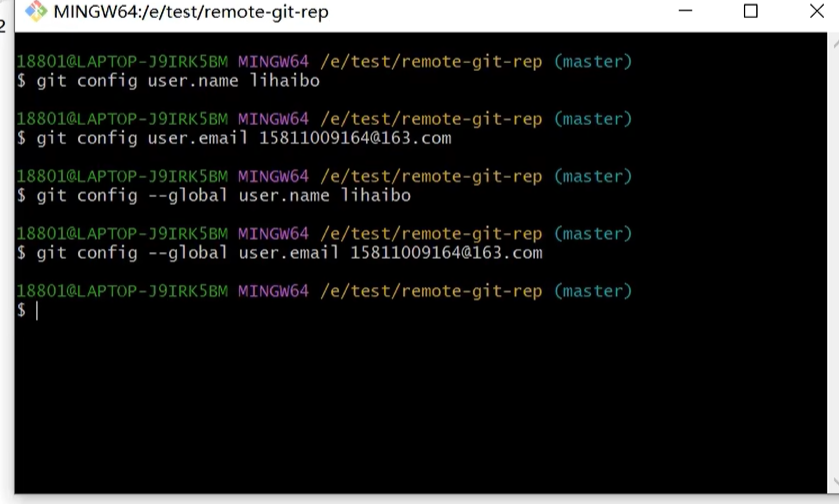 2
MINGW64:/e/test/remote-git-rep
18801@LAPTOP-J9IRK5BM MINGW64 /e/test/remote-git-rep (master)
$ git config user.name lihaibo
18801@LAPTOP-J9IRK5BM MINGW64 /e/test/remote-git-rep (master)
$ git config user.email 15811009164@163.com
18801@LAPTOP-J9IRK5BM MINGW64 /e/test/remote-git-rep (master)
$ git config --global user.name lihaibo
18801@LAPTOP-J9IRK5BM MINGW64 /e/test/remote-git-rep (master)
$ git config --global user.email 15811009164@163.com
18801@LAPTOP-J9IRK5BM MINGW64 /e/test/remote-git-rep (master)
$